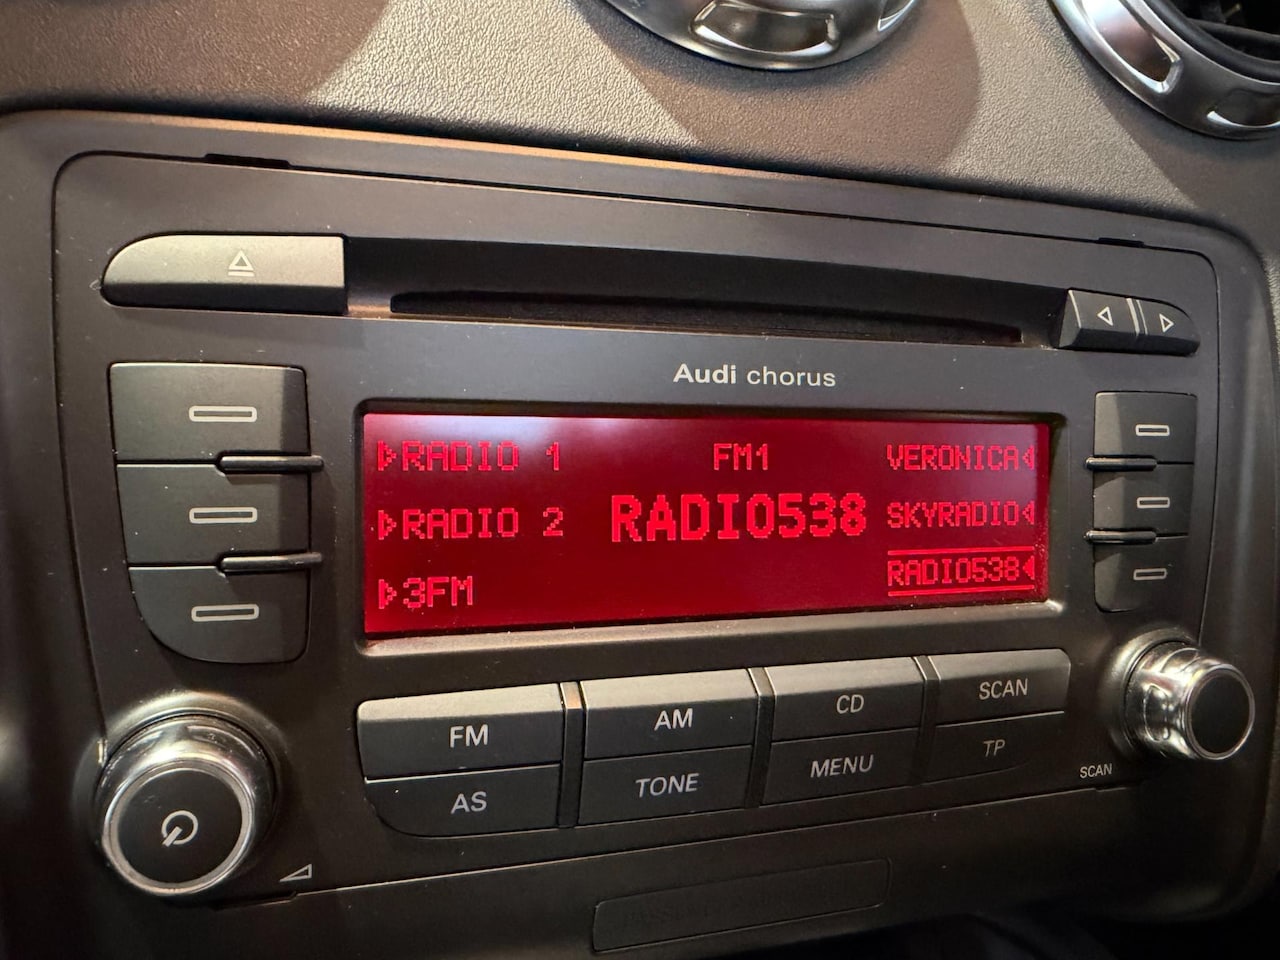 Audi chorus
RADIO 1 FM1 VERONICA
RADIO 2 RADIO538 SKYRADIO
3FM RADIO538
FM AM CD SCAN
AS TONE MENU TP
SCAN